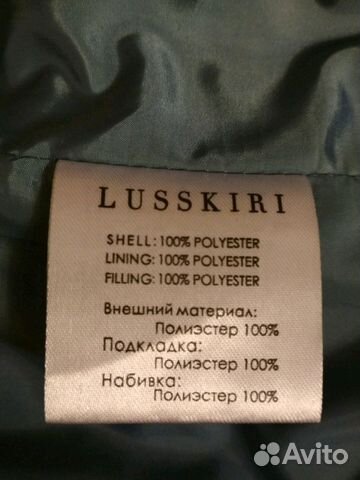 LUSSKIRI
SHELL: 100% POLYESTER
LINING: 100% POLYESTER
FILLING: 100% POLYESTER
Внешний материал:
Полиэстер 100%
Подкладка:
Полиэстер 100%
Набивка:
Полиэстер 100%
Avito